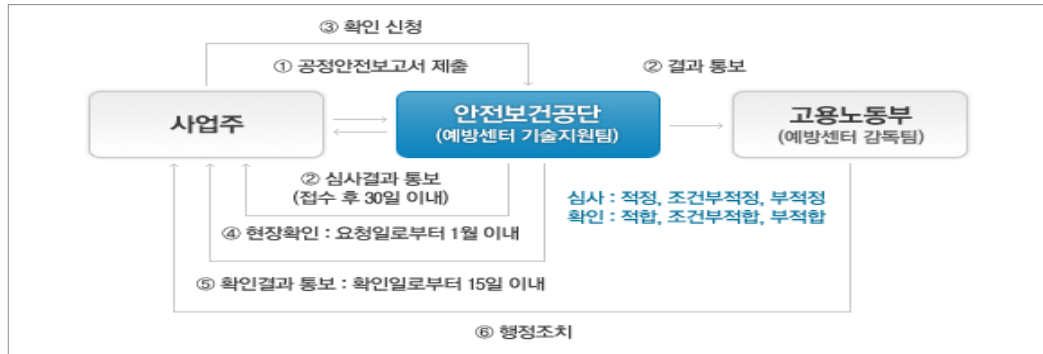 ③ 확인 신청
① 공정안전보고서 제출
② 결과 통보
사업주
안전보건공단
(예방센터 기술지원팀)
고용노동부
(예방센터 감독팀)
② 심사결과 통보
(접수 후 30일 이내)
심사 : 적정, 조건부적정, 부적정
확인 : 적합, 조건부적합, 부적합
④ 현장확인 : 요청일로부터 1월 이내
⑤ 확인결과 통보 : 확인일로부터 15일 이내
⑥ 행정조치